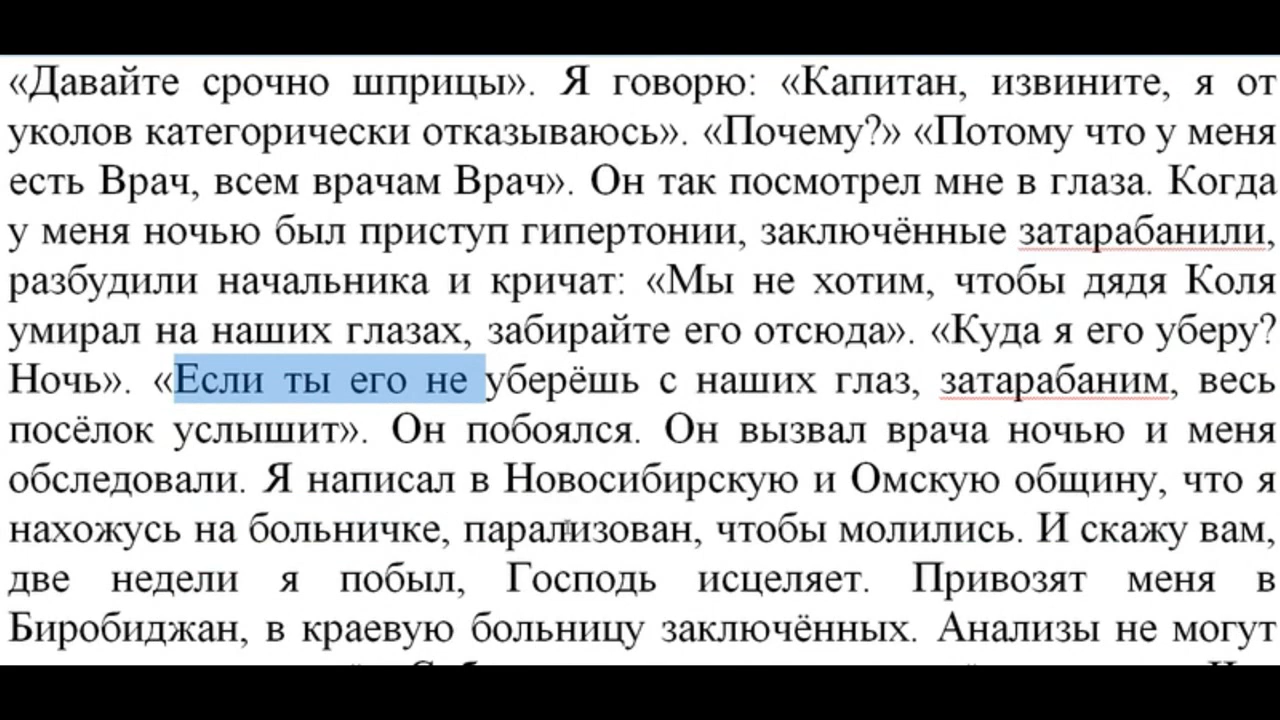 «Давайте срочно шприцы». Я говорю: «Капитан, извините, я от
уколов категорически отказываюсь». «Почему?» «Потому что у меня
есть Врач, всем врачам Врач». Он так посмотрел мне в глаза. Когда
у меня ночью был приступ гипертонии, заключённые затарабанили,
разбудили начальника и кричат: «Мы не хотим, чтобы дядя Коля
умирал на наших глазах, забирайте его отсюда». «Куда я его уберу?
Ночь». «Если ты его не уберёшь с наших глаз, затарабаним, весь
посёлок услышит». Он побоялся. Он вызвал врача ночью и меня
обследовали. Я написал в Новосибирскую и Омскую общину, что я
нахожусь на больничке, парализован, чтобы молились. И скажу вам,
две недели я побыл, Господь исцеляет. Привозят меня в
Биробиджан, в краевую больницу заключённых. Анализы не могут